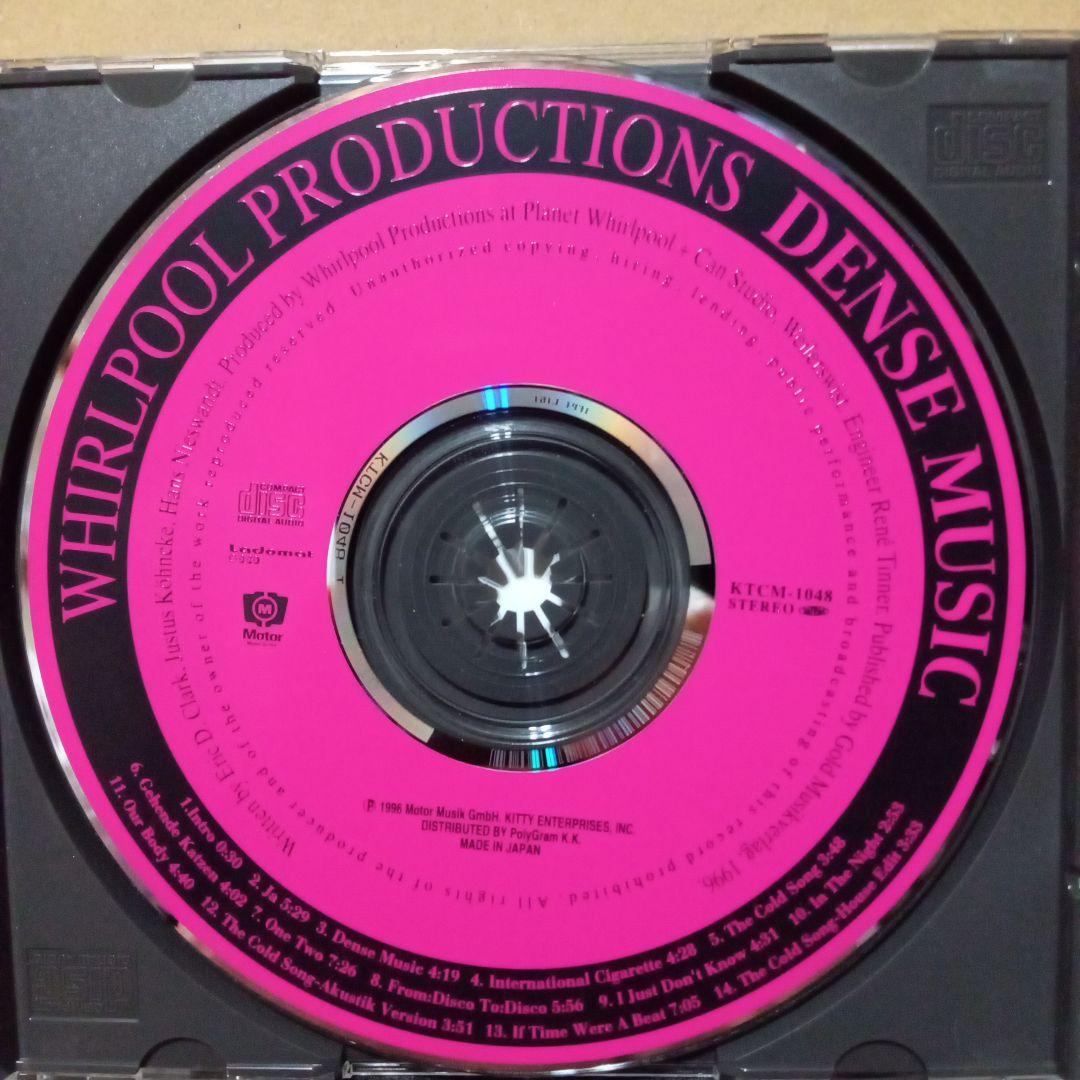 WHIRLPOOL PRODUCTIONS DENSE MUSIC
Written by Eric D. Clark, Justus Köhncke, Hans Nieswandt. Produced by Whirlpool Productions at Planet Whirlpool + Can Studio, Weilerswist. Engineer René Tinner. Published by Gold Musikverlag 1996.
All rights of the producer and of the owner of the work reproduced reserved. Unauthorized copying, hiring, lending, public performance and broadcasting of this record prohibited.
COMPACT
DISC
DIGITAL AUDIO
Ladomat
M
Motor
KTCM-1048
STEREO
KTCM-1048 1
IFPI L161
℗ 1996 Motor Musik GmbH. KITTY ENTERPRISES, INC.
DISTRIBUTED BY PolyGram K.K.
MADE IN JAPAN
1.Intro 0:30 2. Ja 5:29 3. Dense Music 4:19 4. International Cigarette 4:28 5. The Cold Song 3:48
6. Gehende Katzen 4:02 7. One Two 7:26 8. From:Disco To:Disco 5:56 9. I Just Don't Know 4:31 10. In The Night 2:53
11. Our Body 4:40 12. The Cold Song-Akustik Version 3:51 13. If Time Were A Beat 7:05 14. The Cold Song-House Edit 3:33
COMPACT
DISC
DIGITAL AUDIO